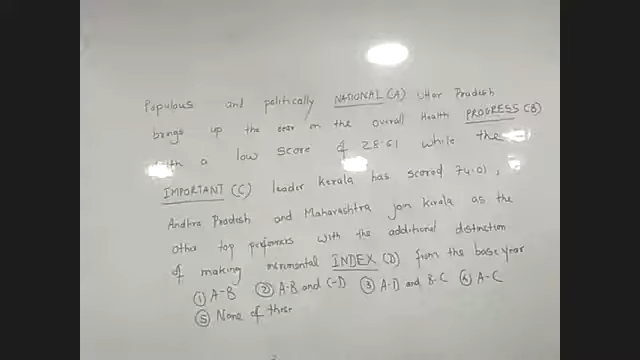 Populous and politically NATIONAL (A) Uttar Pradesh
brings up the rear on the overall Health PROGRESS (B)
with a low score of 28.61 while the
IMPORTANT (C) leader Kerala has scored 74.01,
Andhra Pradesh and Maharashtra join Kerala as the
other top performers with the additional distinction
of making incremental INDEX (D) from the base year
① A-B ② A-B and C-D ③ A-D and B-C ④ A-C
⑤ None of these